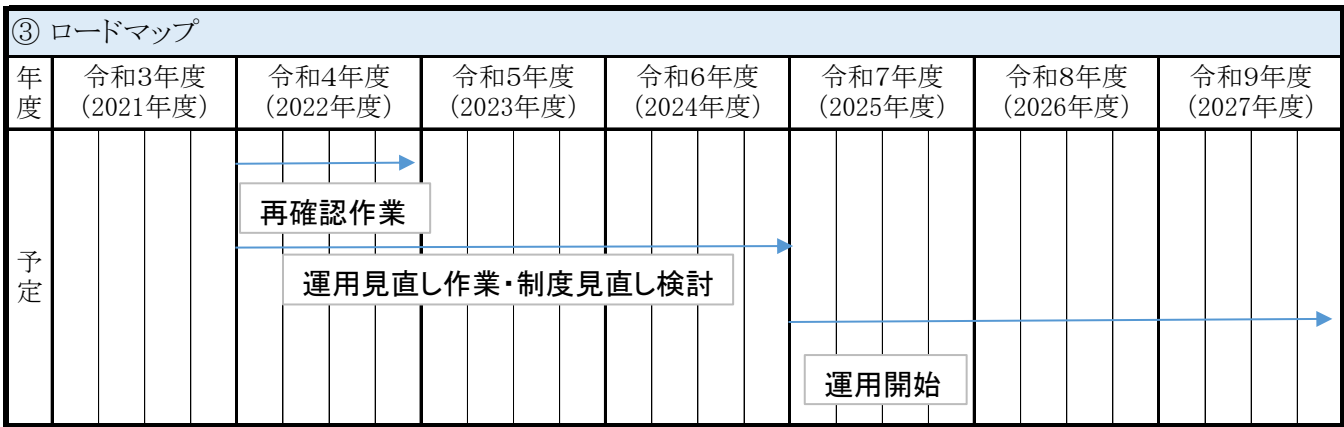 ③ ロードマップ
年度
令和3年度
(2021年度)
令和4年度
(2022年度)
令和5年度
(2023年度)
令和6年度
(2024年度)
令和7年度
(2025年度)
令和8年度
(2026年度)
令和9年度
(2027年度)
予定
再確認作業
運用見直し作業・制度見直し検討
運用開始